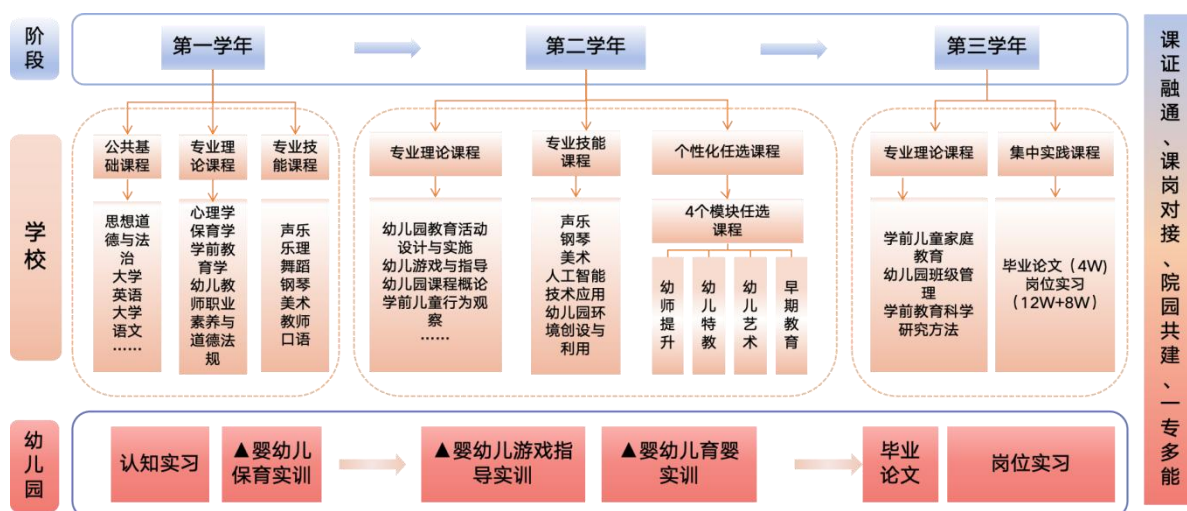 阶段
第一学年
第二学年
第三学年
学校
公共基
础课程
专业理
论课程
专业技
能课程
思想道
德与法
治
大学
英语
大学
语文
……
心理学
保育学
学前教
育学
幼儿教
师职业
素养与
道德法
规
声乐
乐理
舞蹈
钢琴
美术
教师
口语
专业理论课程
专业技能
课程
个性化任选课程
幼儿园教育活动
设计与实施
幼儿游戏与指导
幼儿园课程概论
学前儿童行为观
察
……
声乐
钢琴
美术
人工智能
技术应用
幼儿园环
境创设与
利用
4个模块任选
课程
幼师提升
幼儿特教
幼儿艺术
早期教育
专业理论课程
集中实践课程
学前儿童家庭
教育
幼儿园班级管
理
学前教育科学
研究方法
毕业论文（4W)
岗位实习
（12W+8W）
幼儿园
认知实习
▲婴幼儿
保育实训
▲婴幼儿游戏指
导实训
▲婴幼儿育婴
实训
毕业
论文
岗位实习
课证融通、课岗对接、院园共建、一专多能